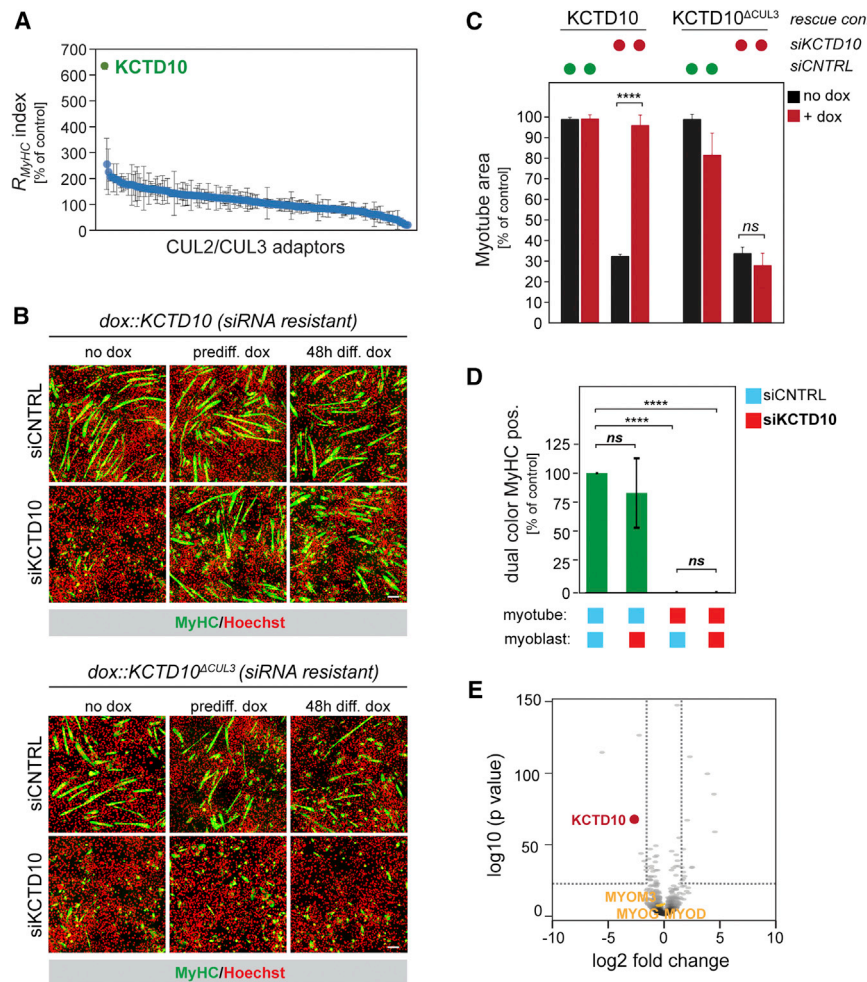 A
R_MyHC index
[% of control]
700
600
500
400
300
200
100
0
KCTD10
CUL2/CUL3 adaptors
B
dox::KCTD10 (siRNA resistant)
no dox
prediff. dox
48h diff. dox
siCNTRL
siKCTD10
MyHC/Hoechst
dox::KCTD10^ΔCUL3 (siRNA resistant)
no dox
prediff. dox
48h diff. dox
siCNTRL
siKCTD10
MyHC/Hoechst
C
KCTD10
KCTD10^ΔCUL3
rescue con
siKCTD10
siCNTRL
no dox
+ dox
Myotube area
[% of control]
100
90
80
70
60
50
40
30
20
10
0
****
ns
D
siCNTRL
siKCTD10
dual color MyHC pos.
[% of control]
125
100
75
50
25
0
****
****
ns
ns
myotube:
myoblast:
E
log10 (p value)
150
100
50
0
KCTD10
MYOG
MYOD
-10
-5
0
5
10
log2 fold change